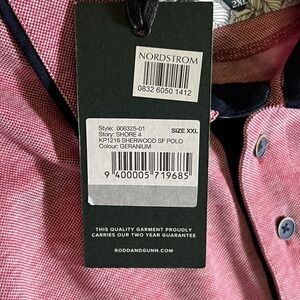 2XL
NORDSTROM
0832 6050 1412
Style: 006325-01
SIZE XXL
Story: SHORE 4
KP1216 SHERWOOD SF POLO
Colour: GERANIUM
9 400005 719685
THIS QUALITY GARMENT PROUDLY
CARRIES OUR TWO YEAR GUARANTEE
RODDANDGUNN.COM